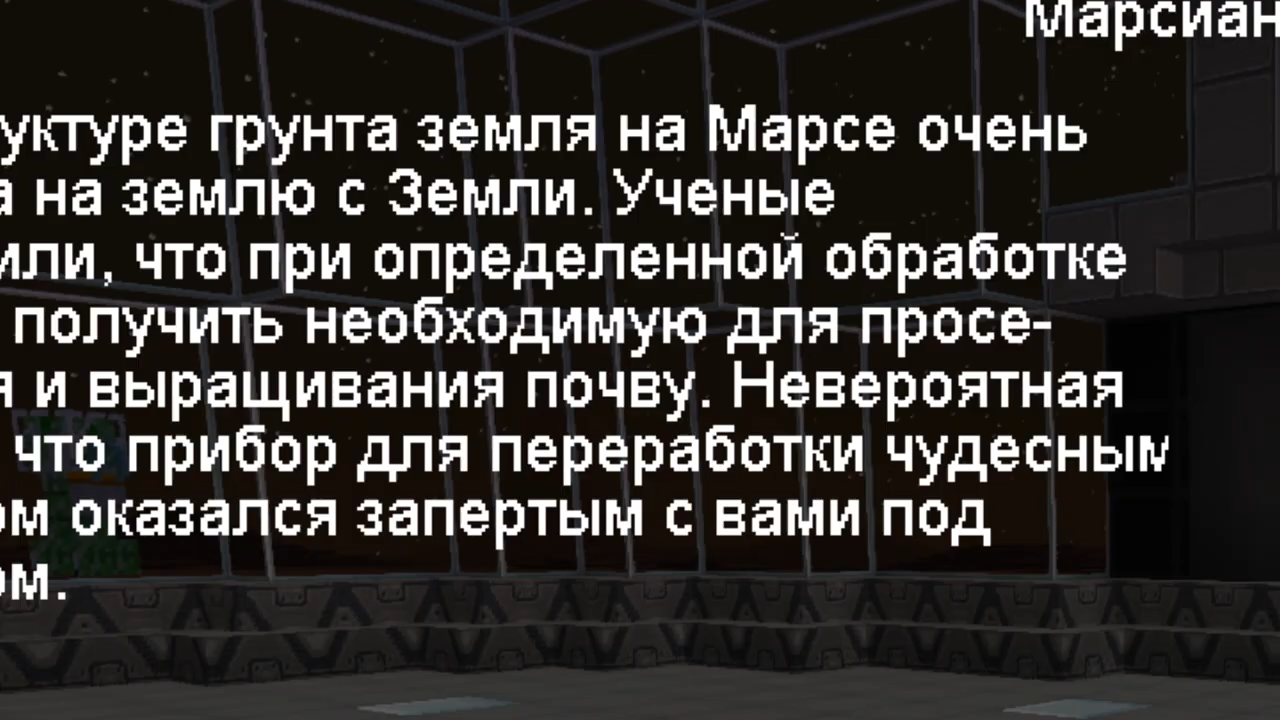 Марсиан
уктуре грунта земля на Марсе очень
а на землю с Земли. Ученые
или, что при определенной обработке
получить необходимую для просе-
я и выращивания почву. Невероятная
что прибор для переработки чудесным
ом оказался запертым с вами под
ом.